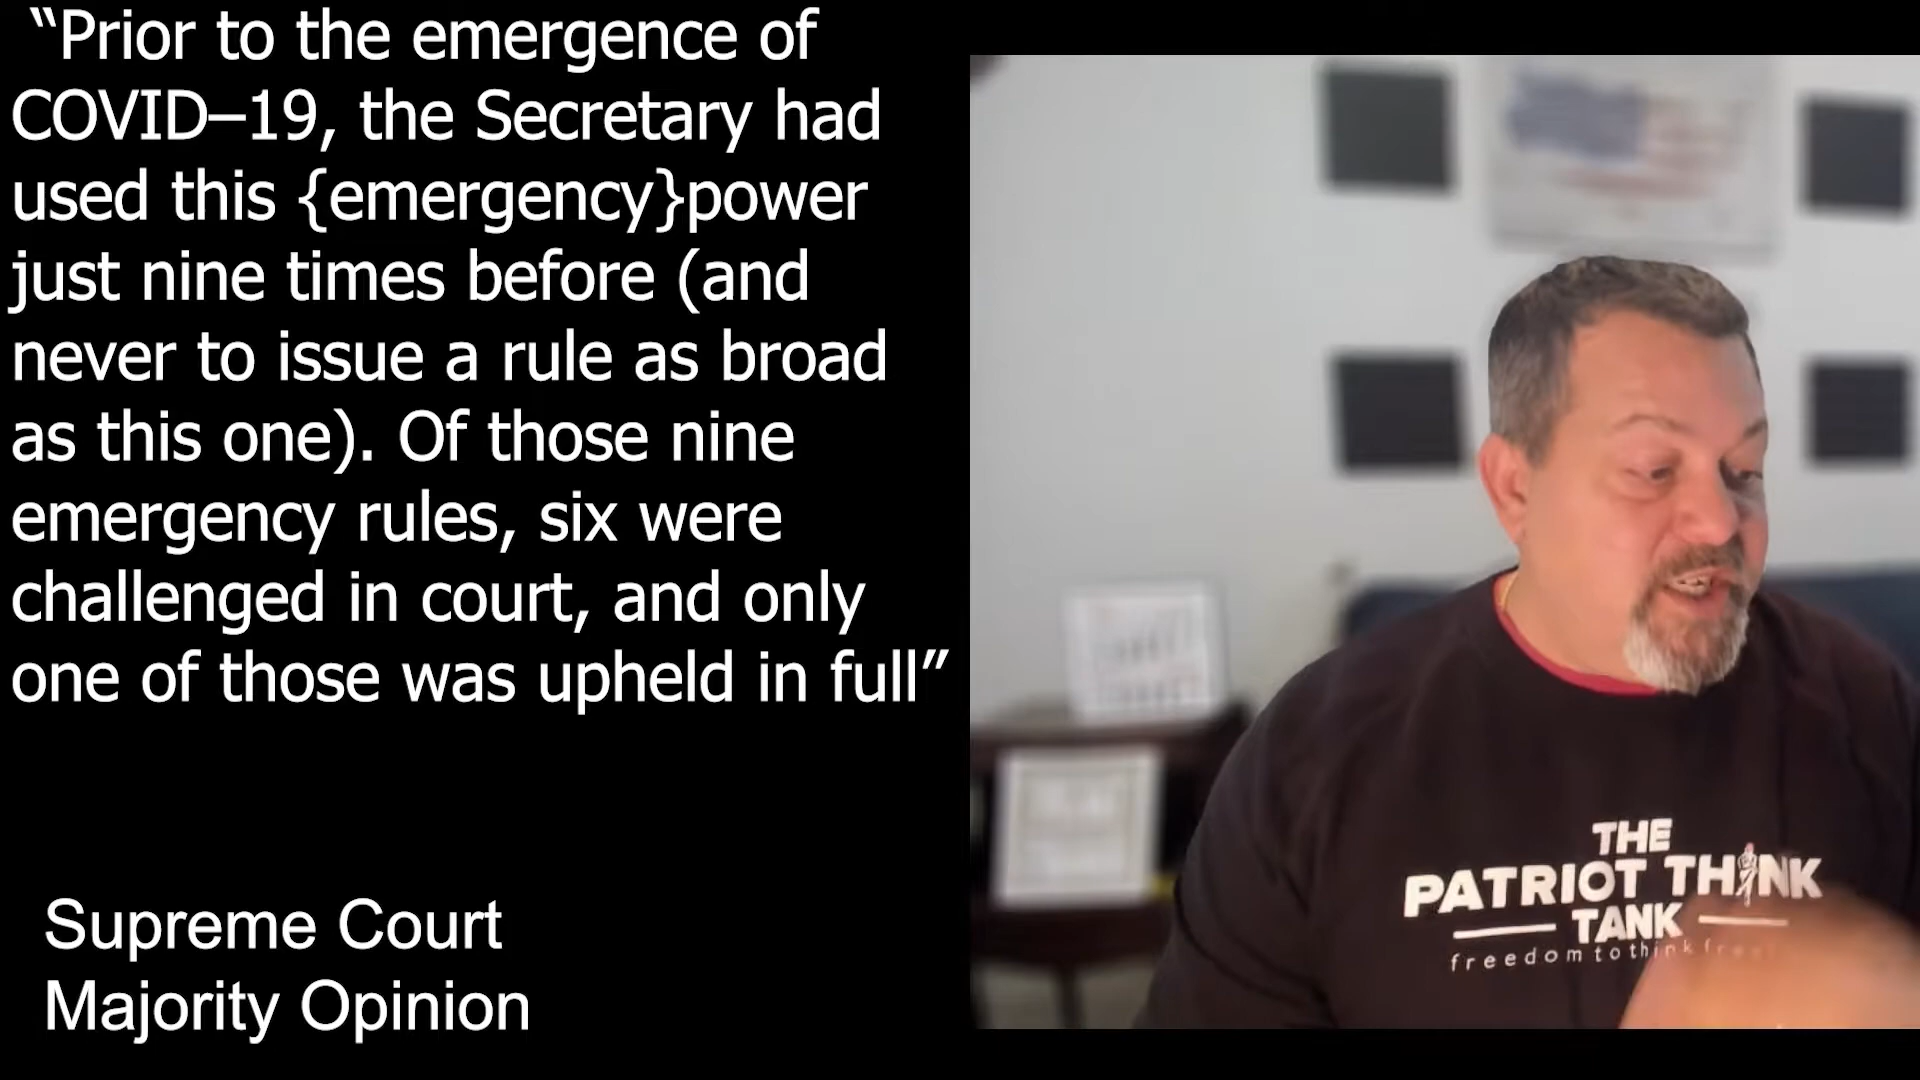 “Prior to the emergence of
COVID–19, the Secretary had
used this {emergency}power
just nine times before (and
never to issue a rule as broad
as this one). Of those nine
emergency rules, six were
challenged in court, and only
one of those was upheld in full”
Supreme Court
Majority Opinion
THE
PATRIOT THINK
TANK
freedom to think